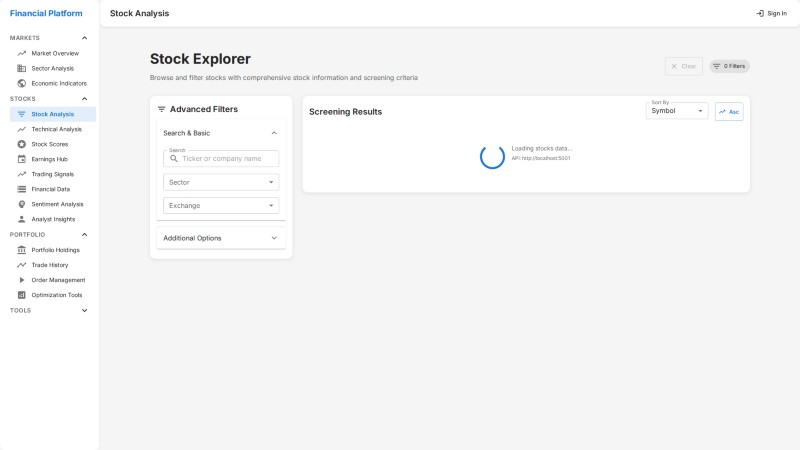 Financial Platform
Stock Analysis
Sign In
MARKETS
Market Overview
Sector Analysis
Economic Indicators
STOCKS
Stock Analysis
Technical Analysis
Stock Scores
Earnings Hub
Trading Signals
Financial Data
Sentiment Analysis
Analyst Insights
PORTFOLIO
Portfolio Holdings
Trade History
Order Management
Optimization Tools
TOOLS
Stock Explorer
Browse and filter stocks with comprehensive stock information and screening criteria
Clear
0 Filters
Advanced Filters
Search & Basic
Search
Ticker or company name
Sector
Exchange
Additional Options
Screening Results
Sort By
Symbol
Asc
Loading stocks data...
API: http://localhost:5001